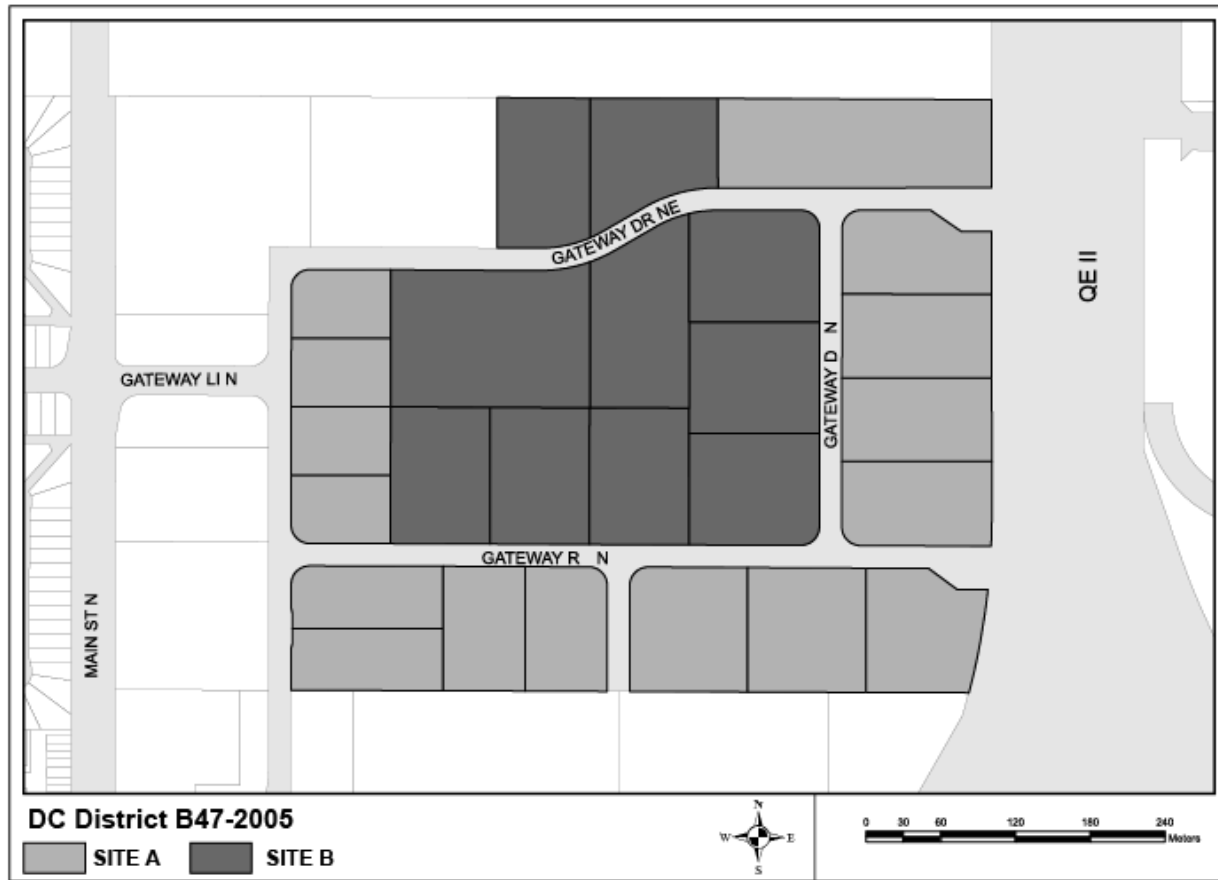 GATEWAY DR NE
QE II
GATEWAY LI N
GATEWAY D N
GATEWAY R N
MAIN ST N
DC District B47-2005
SITE A
SITE B
N
W E
S
0 30 60 120 180 240
Meters